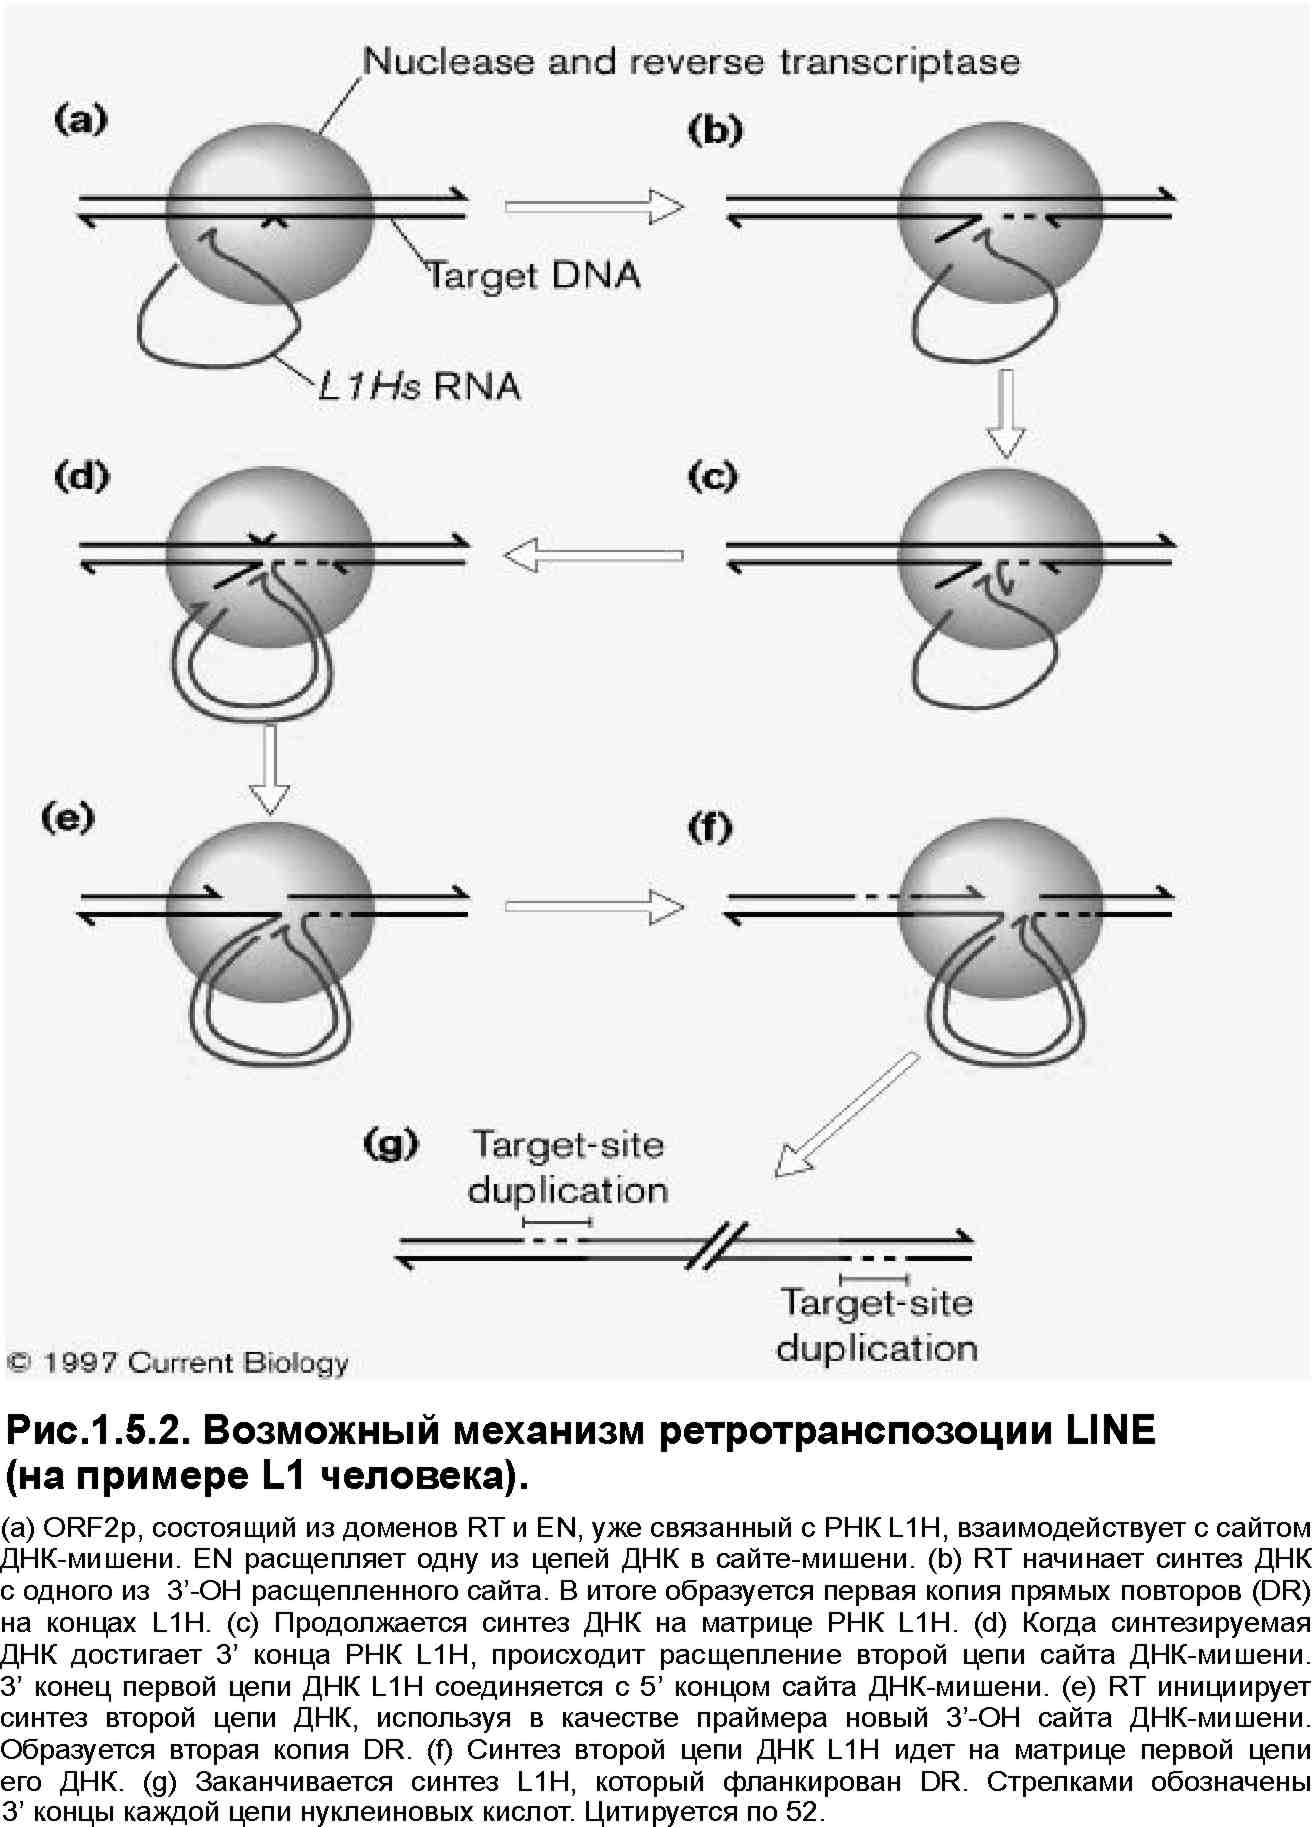 Nuclease and reverse transcriptase
(a)
(b)
Target DNA
L1Hs RNA
(d)
(c)
(e)
(f)
(g)
Target-site
duplication
Target-site
duplication
© 1997 Current Biology
Рис.1.5.2. Возможный механизм ретротранспозоции LINE
(на примере L1 человека).
(a) ORF2p, состоящий из доменов RT и EN, уже связанный с РНК L1H, взаимодействует с сайтом
ДНК-мишени. EN расщепляет одну из цепей ДНК в сайте-мишени. (b) RT начинает синтез ДНК
с одного из 3’-OH расщепленного сайта. В итоге образуется первая копия прямых повторов (DR)
на концах L1H. (c) Продолжается синтез ДНК на матрице РНК L1H. (d) Когда синтезируемая
ДНК достигает 3’ конца РНК L1H, происходит расщепление второй цепи сайта ДНК-мишени.
3’ конец первой цепи ДНК L1H соединяется с 5’ концом сайта ДНК-мишени. (e) RT инициирует
синтез второй цепи ДНК, используя в качестве праймера новый 3’-OH сайта ДНК-мишени.
Образуется вторая копия DR. (f) Синтез второй цепи ДНК L1H идет на матрице первой цепи
его ДНК. (g) Заканчивается синтез L1H, который фланкирован DR. Стрелками обозначены
3’ концы каждой цепи нуклеиновых кислот. Цитируется по 52.